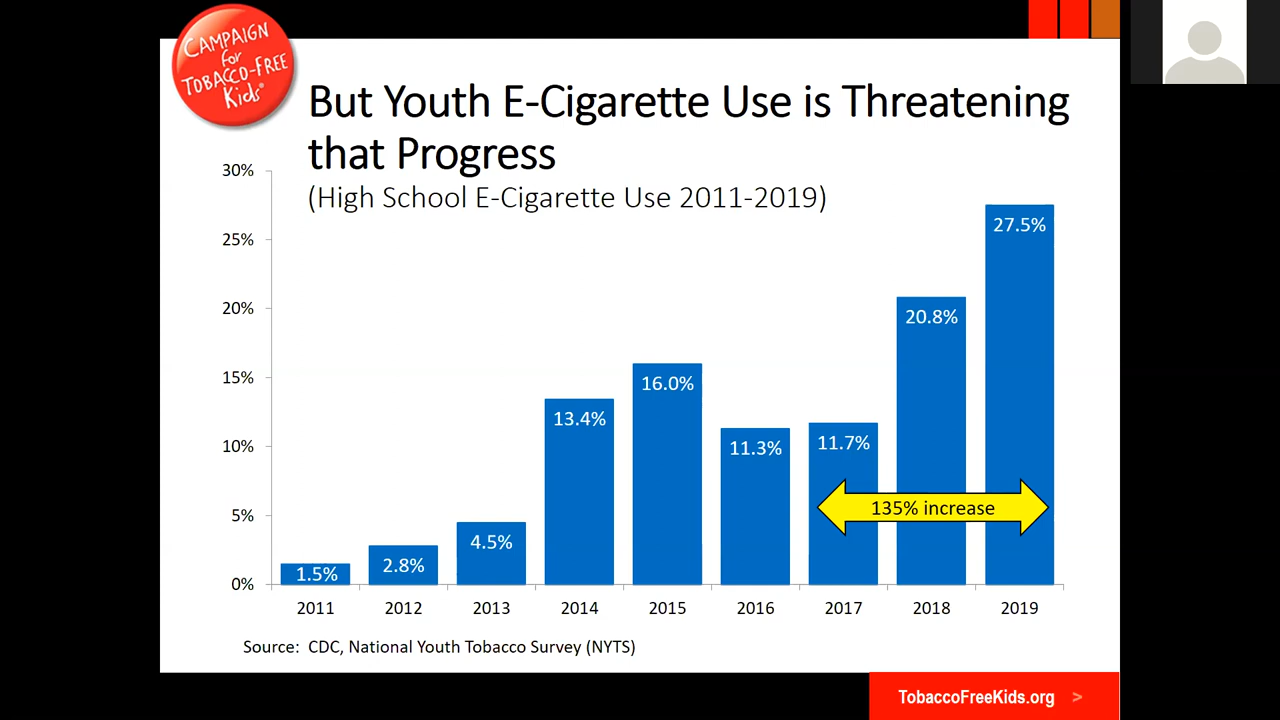 CAMPAIGN
for
TOBACCO-FREE
Kids®
But Youth E-Cigarette Use is Threatening
that Progress
(High School E-Cigarette Use 2011-2019)
30%
25%
20%
15%
10%
5%
0%
1.5%
2.8%
4.5%
13.4%
16.0%
11.3%
11.7%
20.8%
27.5%
135% increase
2011 2012 2013 2014 2015 2016 2017 2018 2019
Source: CDC, National Youth Tobacco Survey (NYTS)
TobaccoFreeKids.org >